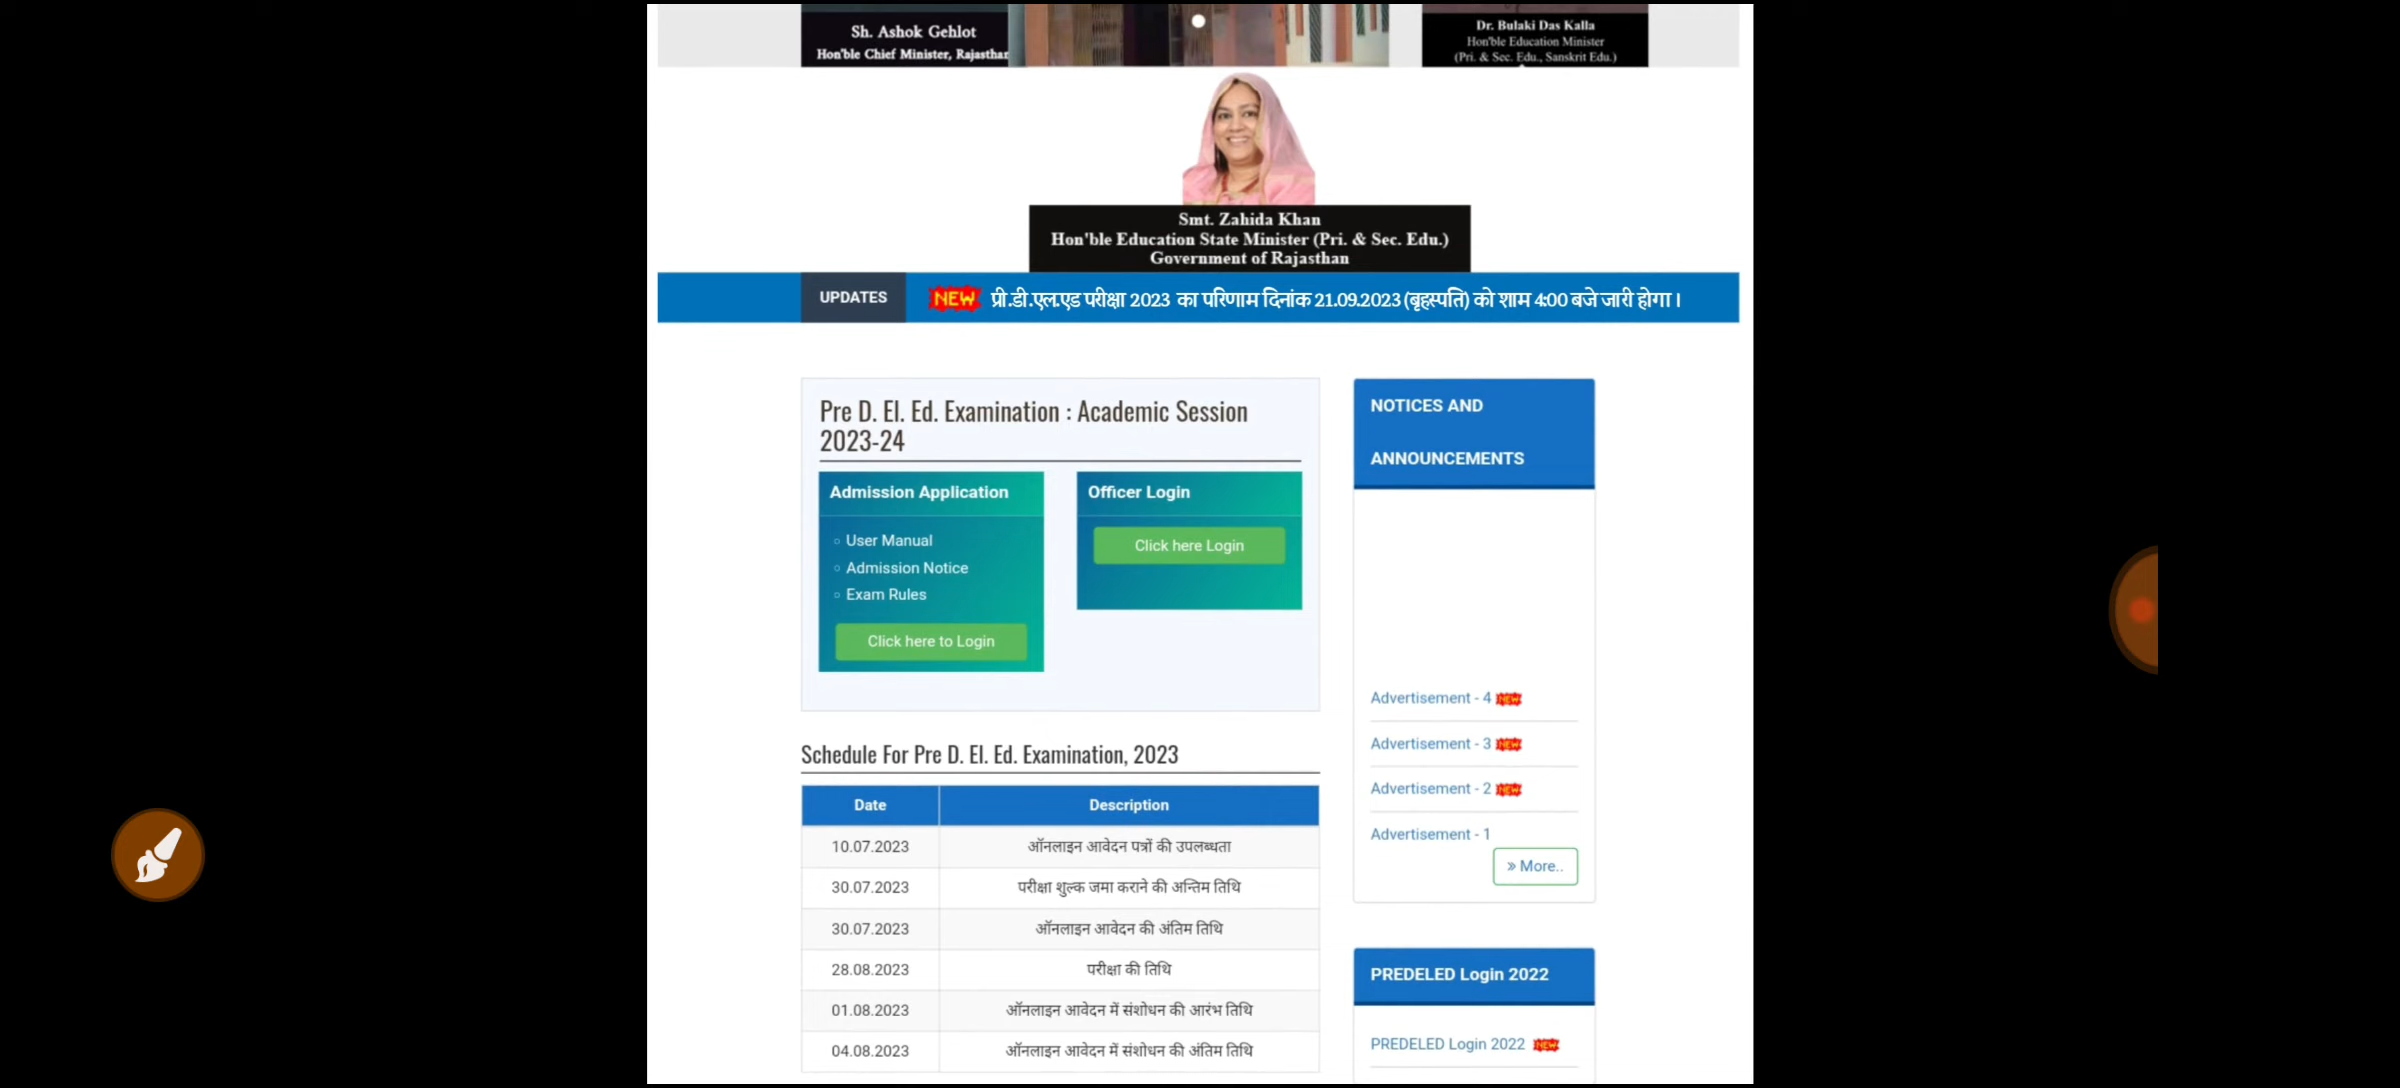 Sh. Ashok Gehlot
Hon'ble Chief Minister, Rajasthan
Dr. Bulaki Das Kalla
Hon'ble Education Minister
(Pri. & Sec. Edu., Sanskrit Edu.)
Smt. Zahida Khan
Hon'ble Education State Minister (Pri. & Sec. Edu.)
Government of Rajasthan
UPDATES
NEW प्री.डी.एल.एड परीक्षा 2023 का परिणाम दिनांक 21.09.2023 (बृहस्पति) को शाम 4:00 बजे जारी होगा ।
Pre D. El. Ed. Examination : Academic Session
2023-24
Admission Application
◦ User Manual
◦ Admission Notice
◦ Exam Rules
Click here to Login
Officer Login
Click here Login
Schedule For Pre D. El. Ed. Examination, 2023
Date Description
10.07.2023 ऑनलाइन आवेदन पत्रों की उपलब्धता
30.07.2023 परीक्षा शुल्क जमा कराने की अन्तिम तिथि
30.07.2023 ऑनलाइन आवेदन की अंतिम तिथि
28.08.2023 परीक्षा की तिथि
01.08.2023 ऑनलाइन आवेदन में संशोधन की आरंभ तिथि
04.08.2023 ऑनलाइन आवेदन में संशोधन की अंतिम तिथि
NOTICES AND
ANNOUNCEMENTS
Advertisement - 4 NEW
Advertisement - 3 NEW
Advertisement - 2 NEW
Advertisement - 1
» More..
PREDELED Login 2022
PREDELED Login 2022 NEW